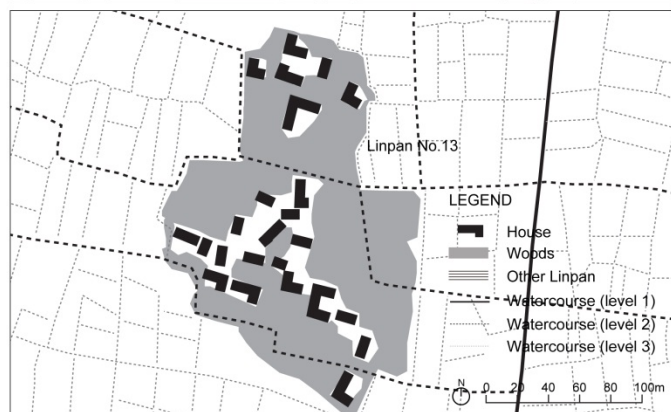 Linpan No.13
LEGEND
House
Woods
Other Linpan
Watercourse (level 1)
Watercourse (level 2)
Watercourse (level 3)
N
0 20 40 60 80 100m